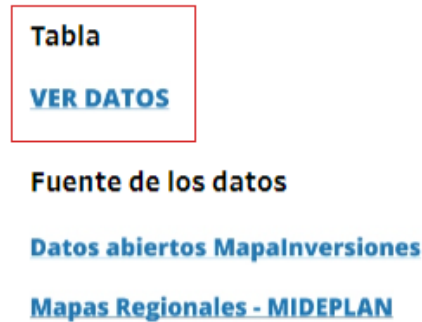 Tabla
VER DATOS
Fuente de los datos
Datos abiertos MapaInversiones
Mapas Regionales - MIDEPLAN